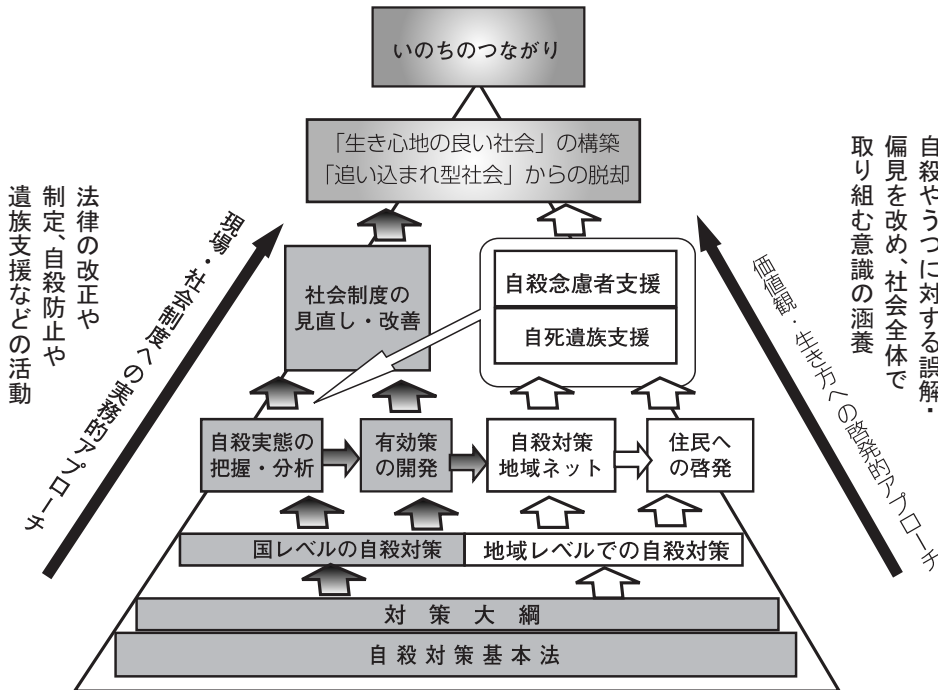 いのちのつながり
「生き心地の良い社会」の構築
「追い込まれ型社会」からの脱却
法律の改正や
制定、自殺防止や
遺族支援などの活動
現場・社会制度への実務的アプローチ
自殺やうつに対する誤解・
偏見を改め、社会全体で
取り組む意識の涵養
価値観・生き方への啓発的アプローチ
社会制度の
見直し・改善
自殺念慮者支援
自死遺族支援
自殺実態の
把握・分析
有効策
の開発
自殺対策
地域ネット
住民へ
の啓発
国レベルの自殺対策
地域レベルでの自殺対策
対策大綱
自殺対策基本法